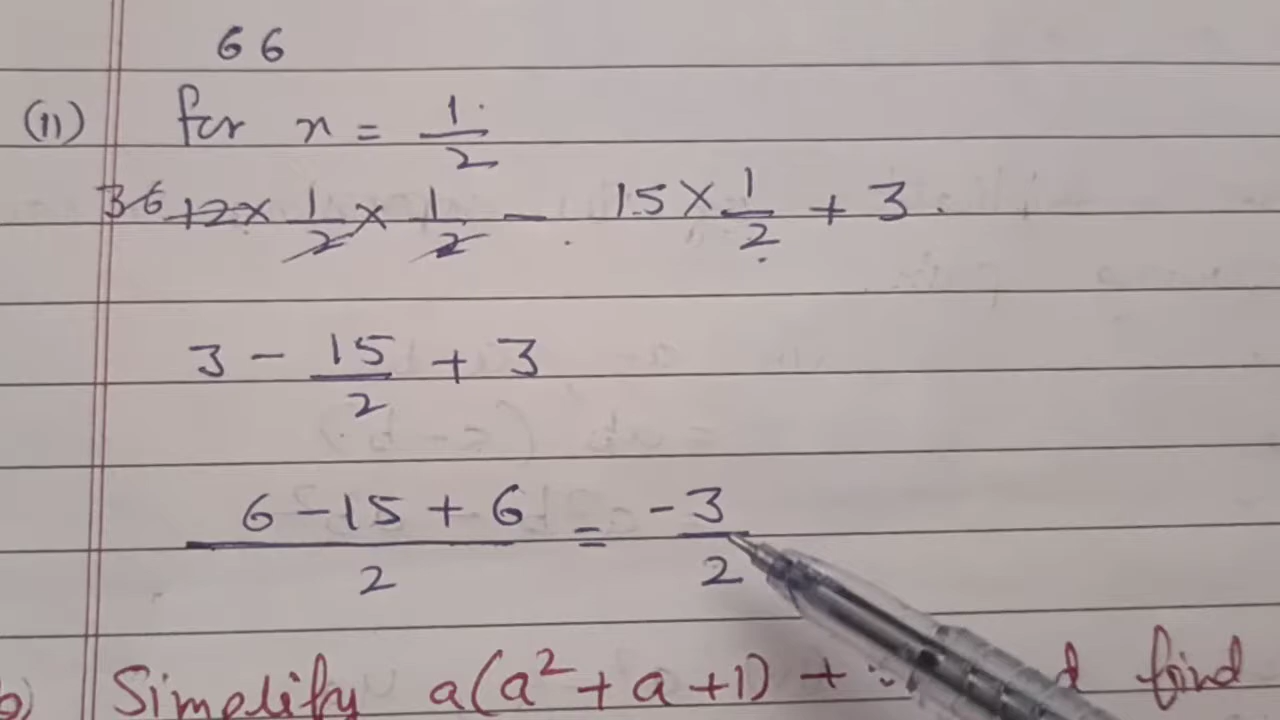 66
(ii) for x = 1/2
36 12 × 1/2 × 1/2 - 15 × 1/2 + 3
3 - 15/2 + 3
6 - 15 + 6 / 2 = -3/2
b) Simplify a(a² + a + 1) + find